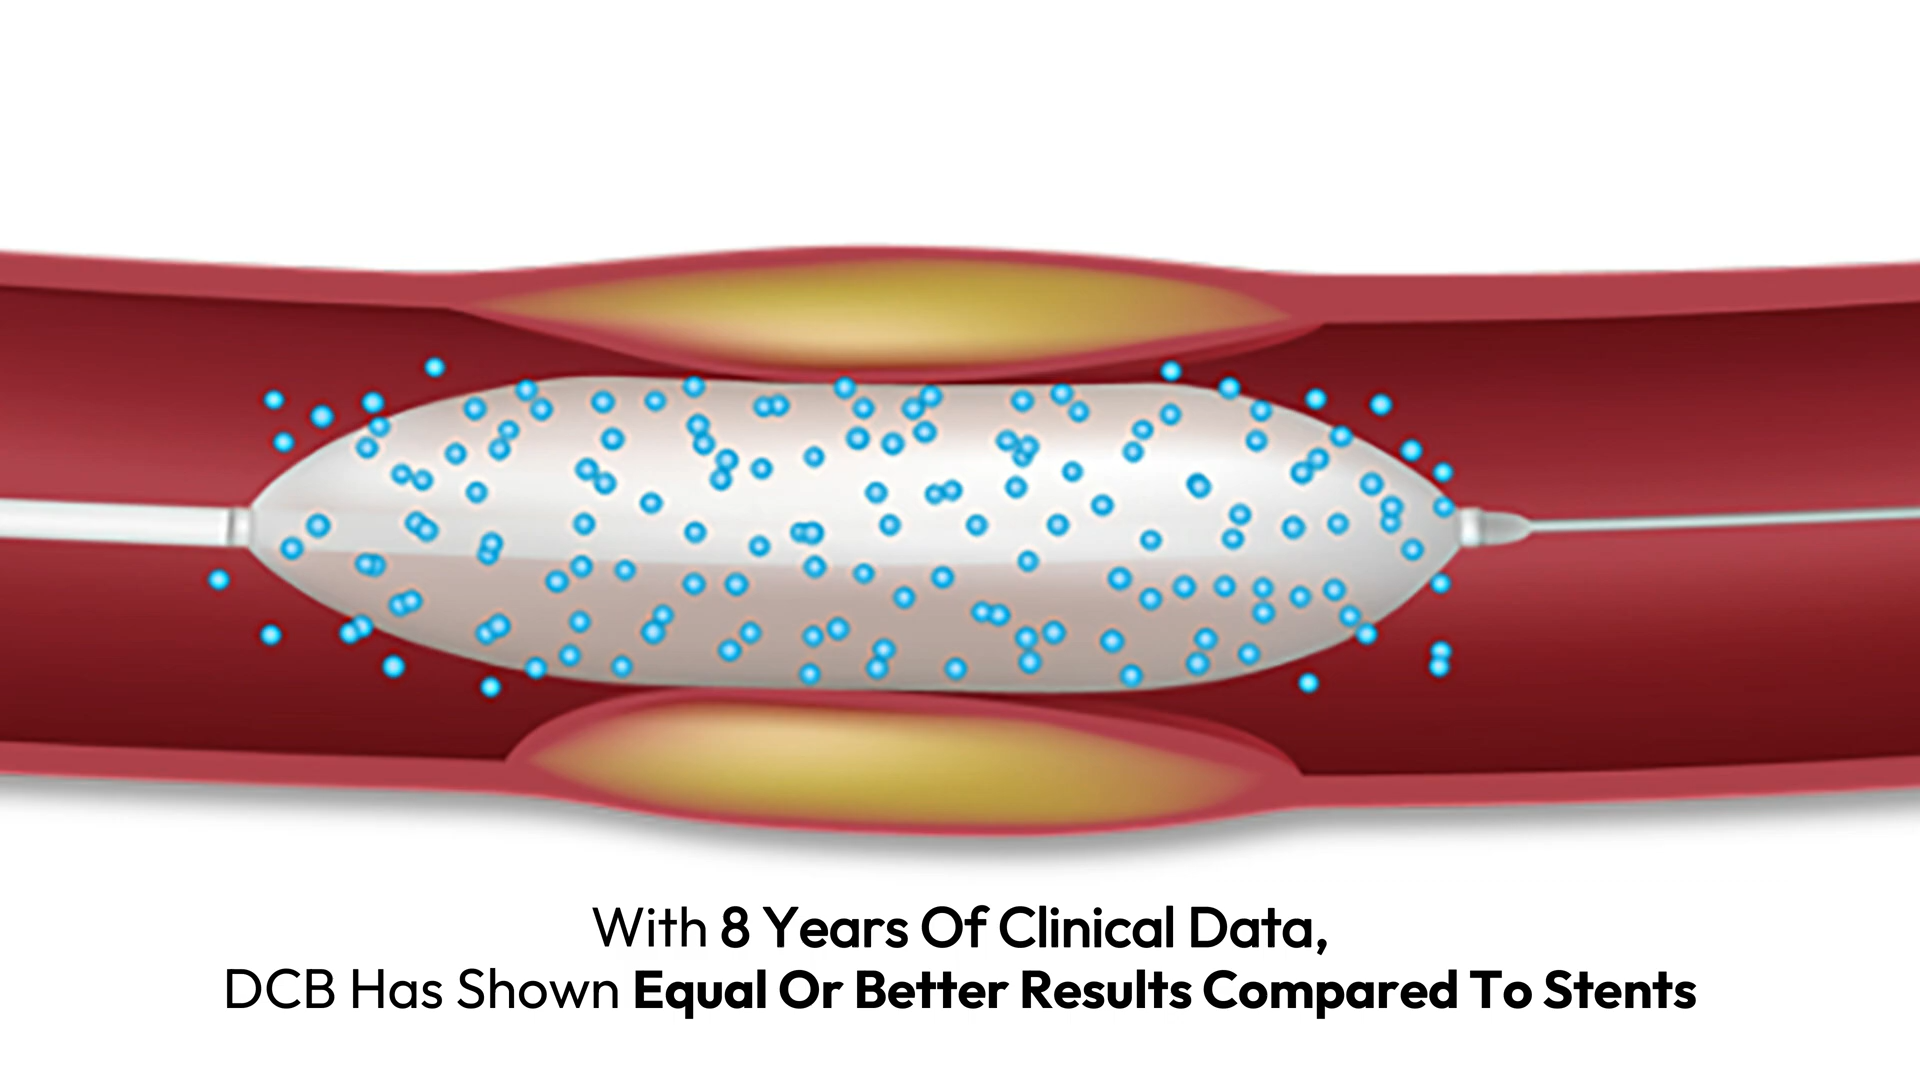 With 8 Years Of Clinical Data,
DCB Has Shown Equal Or Better Results Compared To Stents